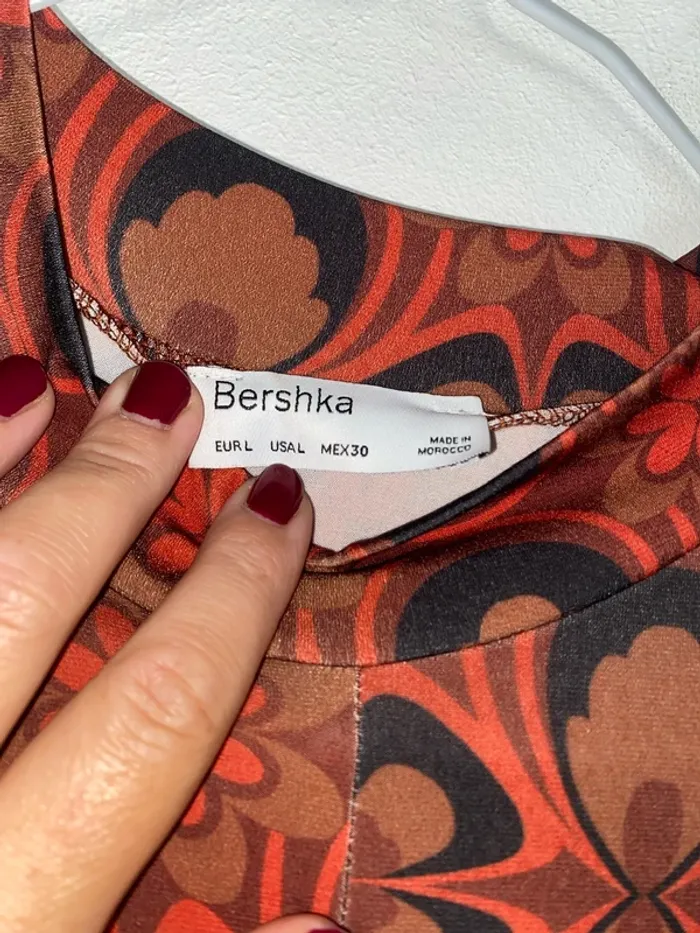 Bershka
EUR L USA L MEX 30
MADE IN
MOROCCO